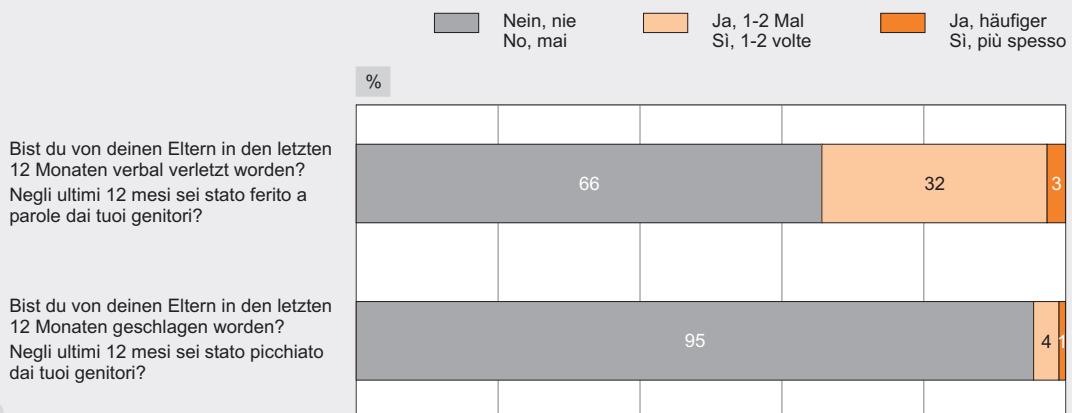 Nein, nie
No, mai
Ja, 1-2 Mal
Sì, 1-2 volte
Ja, häufiger
Sì, più spesso
%
Bist du von deinen Eltern in den letzten
12 Monaten verbal verletzt worden?
Negli ultimi 12 mesi sei stato ferito a
parole dai tuoi genitori?
66
32
3
Bist du von deinen Eltern in den letzten
12 Monaten geschlagen worden?
Negli ultimi 12 mesi sei stato picchiato
dai tuoi genitori?
95
4
1